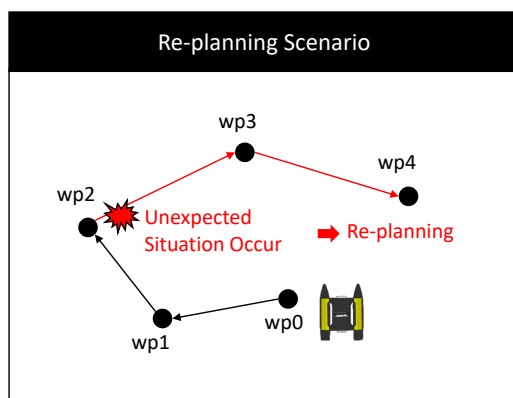 Re-planning Scenario
wp3
wp4
wp2
Unexpected
Situation Occur
Re-planning
wp0
wp1